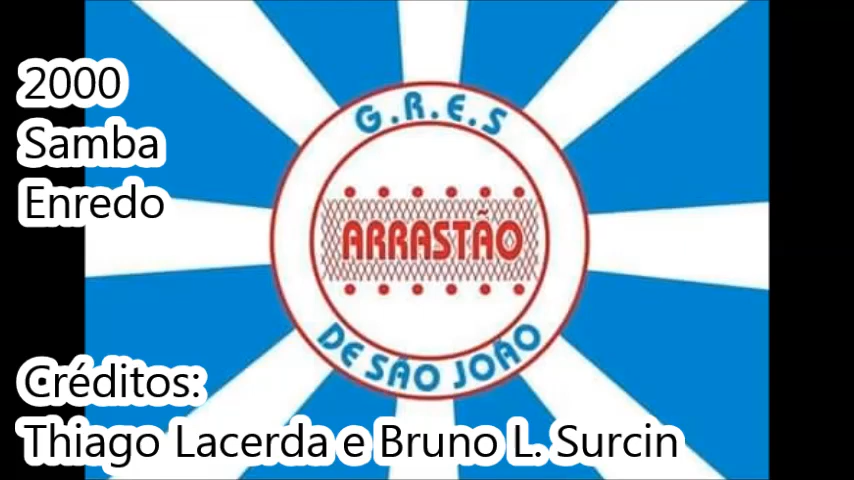 2000
Samba
Enredo
G.R.E.S
ARRASTÃO
DE SÃO JOÃO
Créditos:
Thiago Lacerda e Bruno L. Surcin